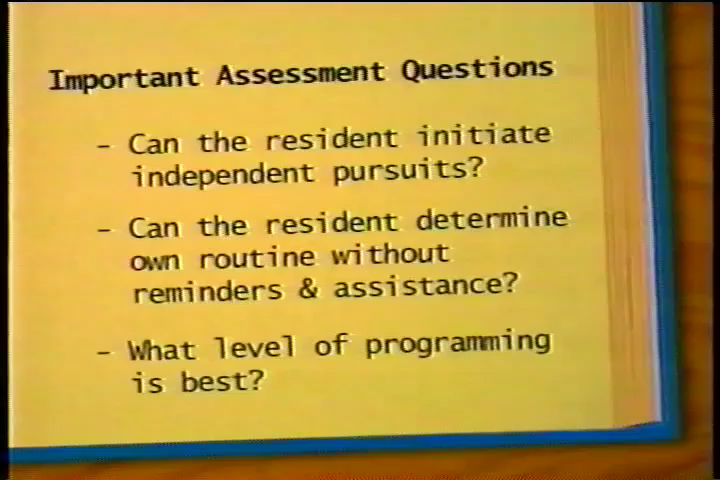 Important Assessment Questions
- Can the resident initiate
independent pursuits?
- Can the resident determine
own routine without
reminders & assistance?
- What level of programming
is best?